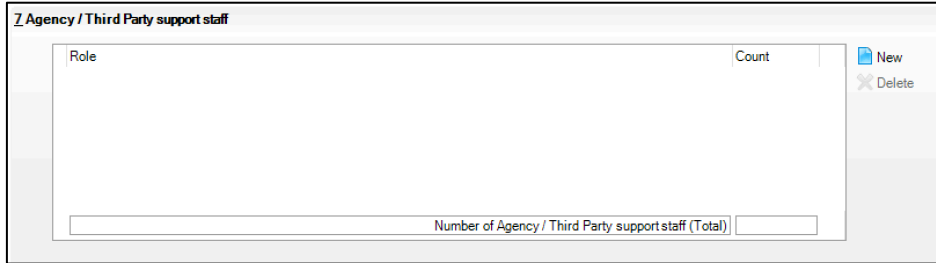 7 Agency / Third Party support staff
Role Count
New
Delete
Number of Agency / Third Party support staff (Total)